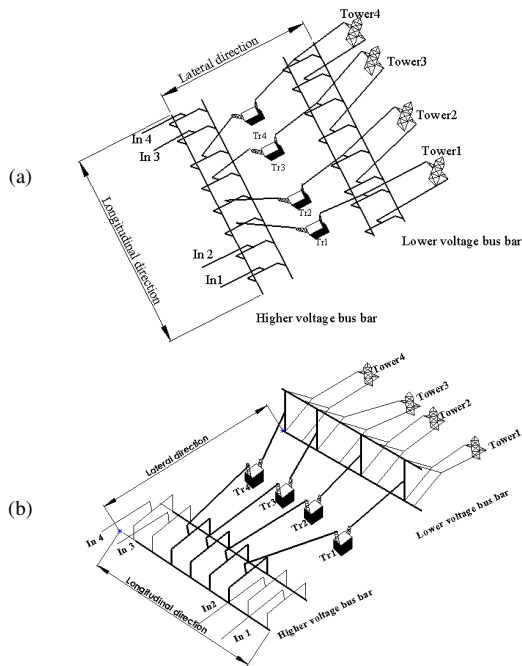 Tower4
Lateral direction
Tower3
Tr4
In 4
In 3
Tr3
Tower2
(a)
Tower1
Tr2
Longitudinal direction
Tr1
Lower voltage bus bar
In 2
In1
Higher voltage bus bar
Tower4
Tower3
Tower2
Lateral direction
Tower1
Tr4
Tr3
Tr2
(b)
Lower voltage bus bar
In 4
In 3
Tr1
Longitudinal direction
In2
In 1
Higher voltage bus bar